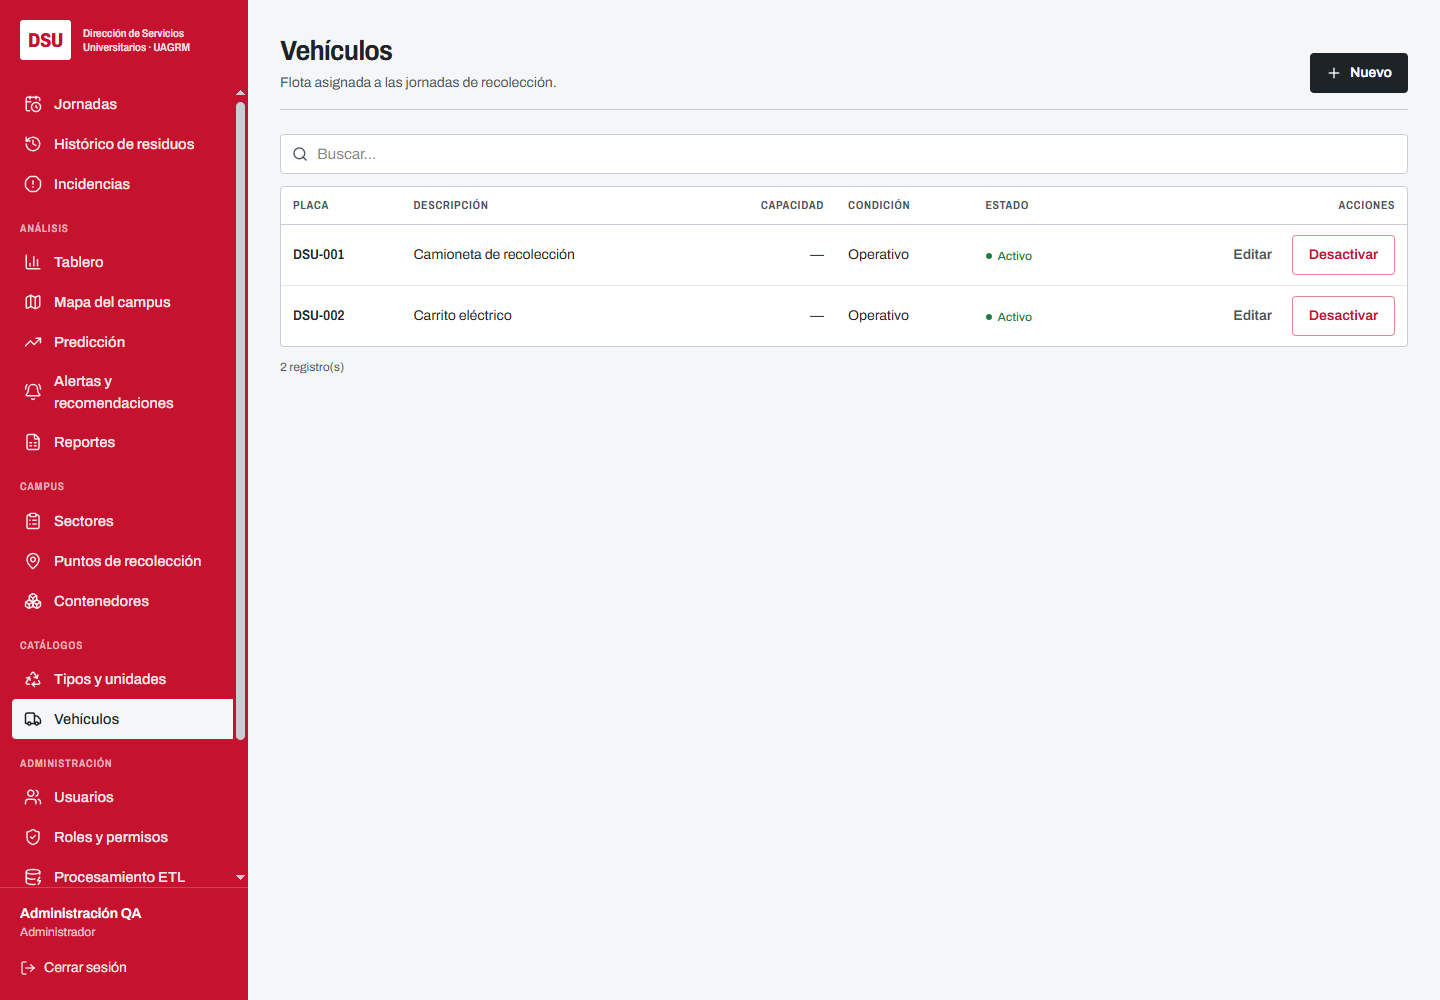 DSU
Dirección de Servicios
Universitarios · UAGRM
Jornadas
Histórico de residuos
Incidencias
ANÁLISIS
Tablero
Mapa del campus
Predicción
Alertas y
recomendaciones
Reportes
CAMPUS
Sectores
Puntos de recolección
Contenedores
CATÁLOGOS
Tipos y unidades
Vehículos
ADMINISTRACIÓN
Usuarios
Roles y permisos
Procesamiento ETL
Administración QA
Administrador
Cerrar sesión
Vehículos
Flota asignada a las jornadas de recolección.
Nuevo
Buscar...
PLACA DESCRIPCIÓN CAPACIDAD CONDICIÓN ESTADO ACCIONES
DSU-001 Camioneta de recolección — Operativo Activo Editar Desactivar
DSU-002 Carrito eléctrico — Operativo Activo Editar Desactivar
2 registro(s)